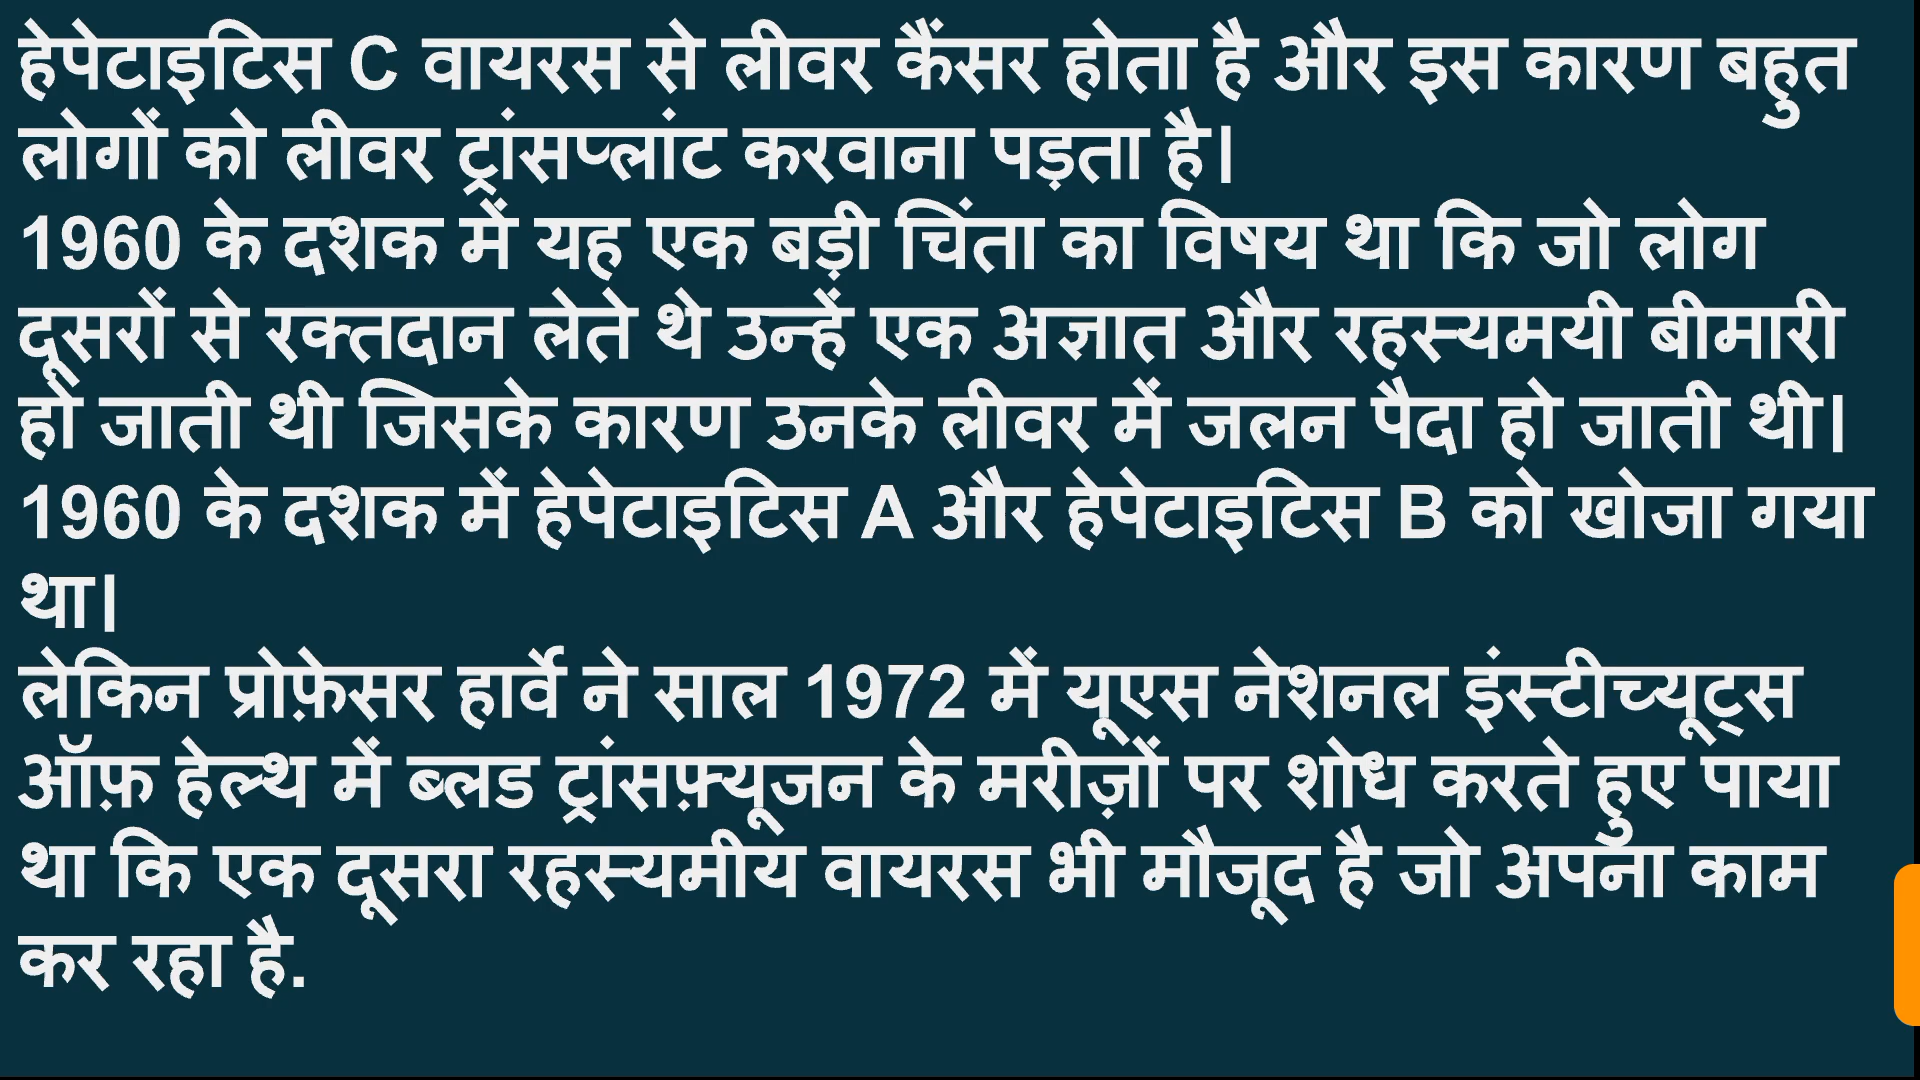 हेपेटाइटिस C वायरस से लीवर कैंसर होता है और इस कारण बहुत
लोगों को लीवर ट्रांसप्लांट करवाना पड़ता है।
1960 के दशक में यह एक बड़ी चिंता का विषय था कि जो लोग
दूसरों से रक्तदान लेते थे उन्हें एक अज्ञात और रहस्यमयी बीमारी
हो जाती थी जिसके कारण उनके लीवर में जलन पैदा हो जाती थी।
1960 के दशक में हेपेटाइटिस A और हेपेटाइटिस B को खोजा गया
था।
लेकिन प्रोफ़ेसर हार्वे ने साल 1972 में यूएस नेशनल इंस्टीच्यूट्स
ऑफ़ हेल्थ में ब्लड ट्रांसफ़्यूजन के मरीज़ों पर शोध करते हुए पाया
था कि एक दूसरा रहस्यमीय वायरस भी मौजूद है जो अपना काम
कर रहा है.